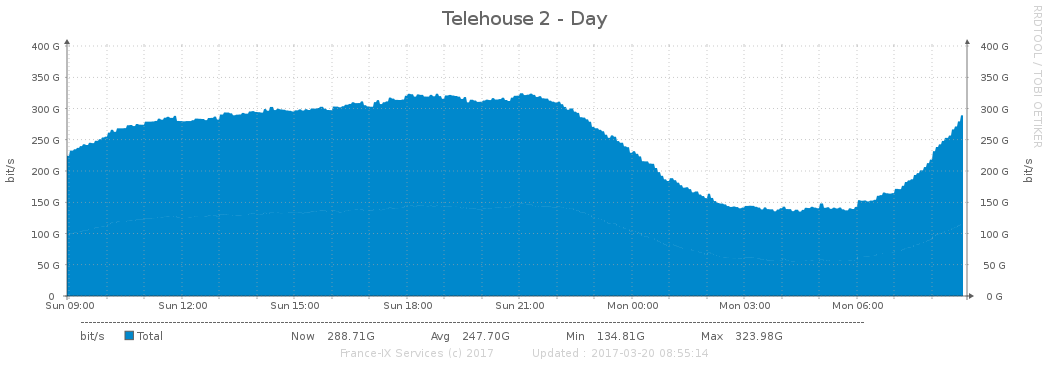 Telehouse 2 - Day
RRDTOOL / TOBI OETIKER
400 G 400 G
350 G 350 G
300 G 300 G
250 G 250 G
200 G 200 G
150 G 150 G
100 G 100 G
50 G 50 G
0 0 G
bit/s bit/s
Sun 09:00 Sun 12:00 Sun 15:00 Sun 18:00 Sun 21:00 Mon 00:00 Mon 03:00 Mon 06:00
bit/s Total Now 288.71G Avg 247.70G Min 134.81G Max 323.98G
France-IX Services (c) 2017 Updated : 2017-03-20 08:55:14